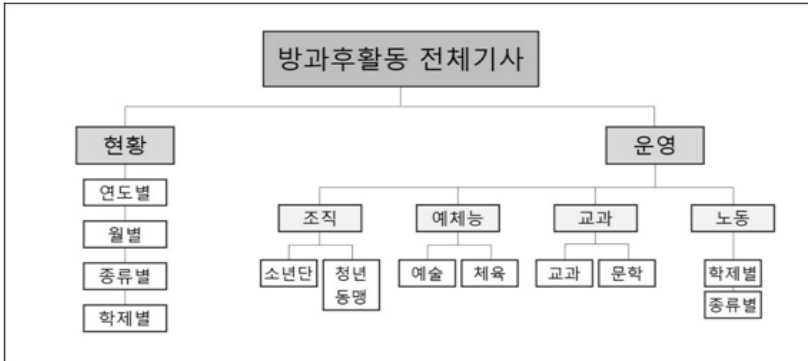 방과후활동 전체기사
현황
운영
연도별
월별
종류별
학제별
조직
예체능
교과
노동
소년단
청년
동맹
예술
체육
교과
문학
학제별
종류별